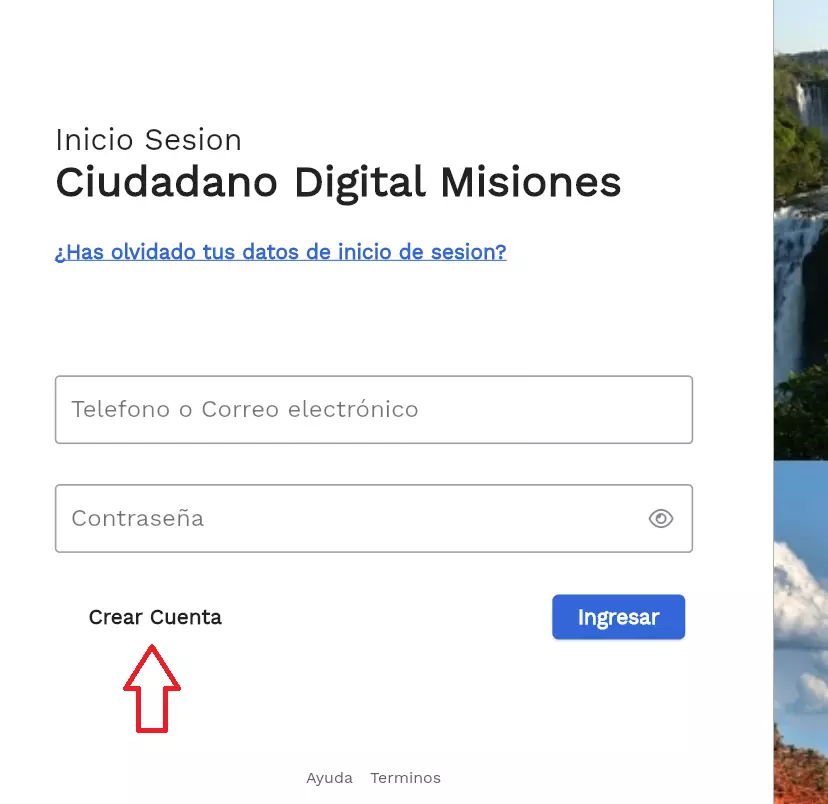 Inicio Sesion
Ciudadano Digital Misiones
¿Has olvidado tus datos de inicio de sesion?
Telefono o Correo electrónico
Contraseña
Crear Cuenta Ingresar
Ayuda Terminos